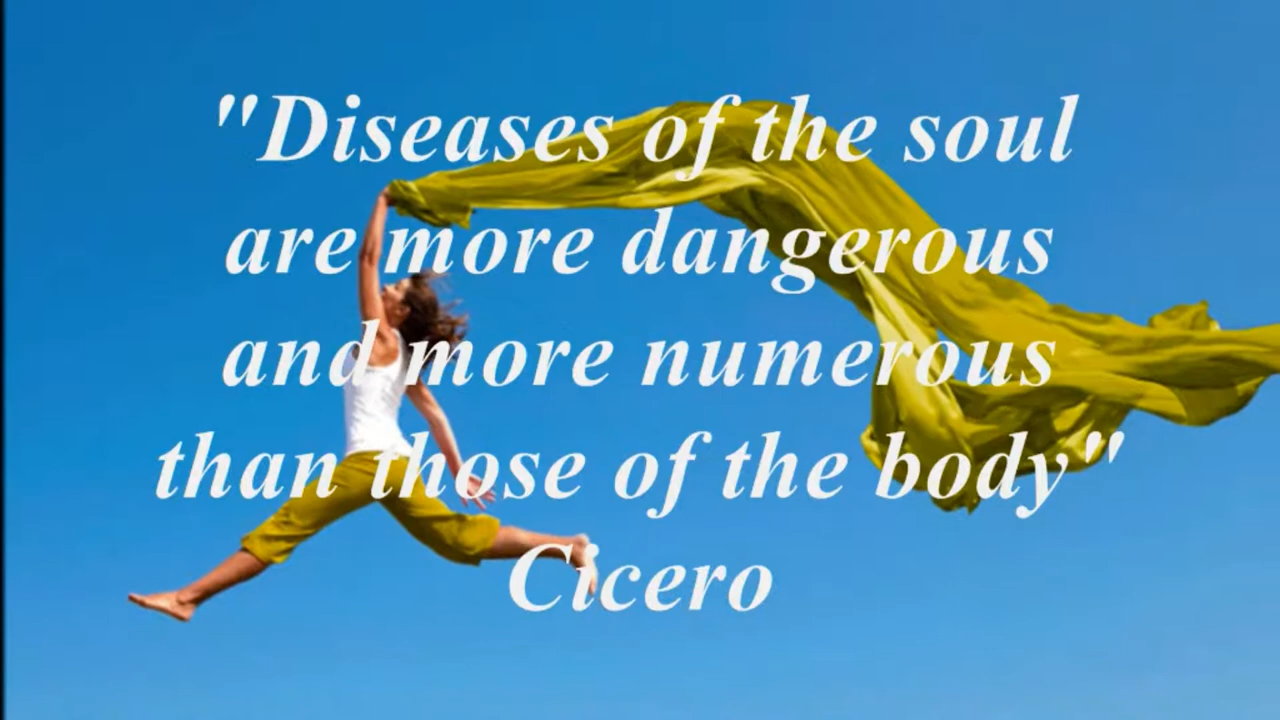 "Diseases of the soul
are more dangerous
and more numerous
than those of the body"
Cicero